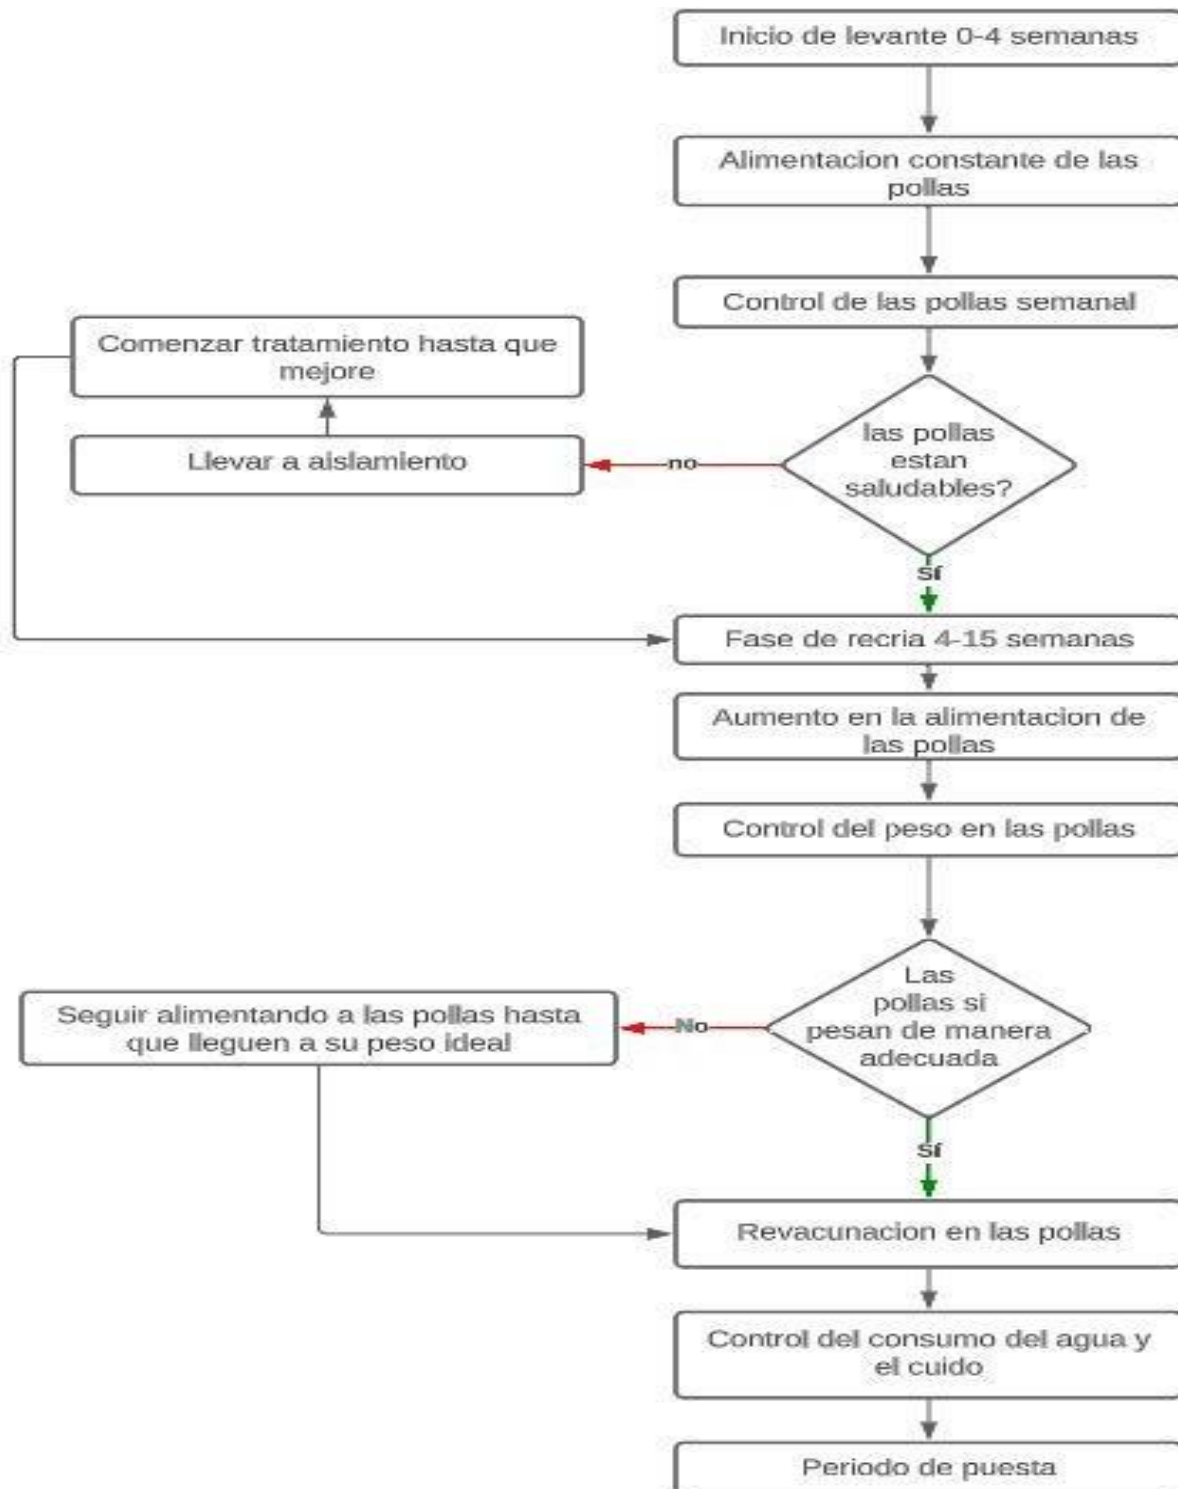 Inicio de levante 0-4 semanas
Alimentacion constante de las
pollas
Control de las pollas semanal
Comenzar tratamiento hasta que
mejore
Llevar a aislamiento
no
las pollas
estan
saludables?
Sí
Fase de recria 4-15 semanas
Aumento en la alimentacion de
las pollas
Control del peso en las pollas
Las
pollas si
pesan de manera
adecuada
No
Seguir alimentando a las pollas hasta
que lleguen a su peso ideal
Sí
Revacunacion en las pollas
Control del consumo del agua y
el cuido
Periodo de puesta